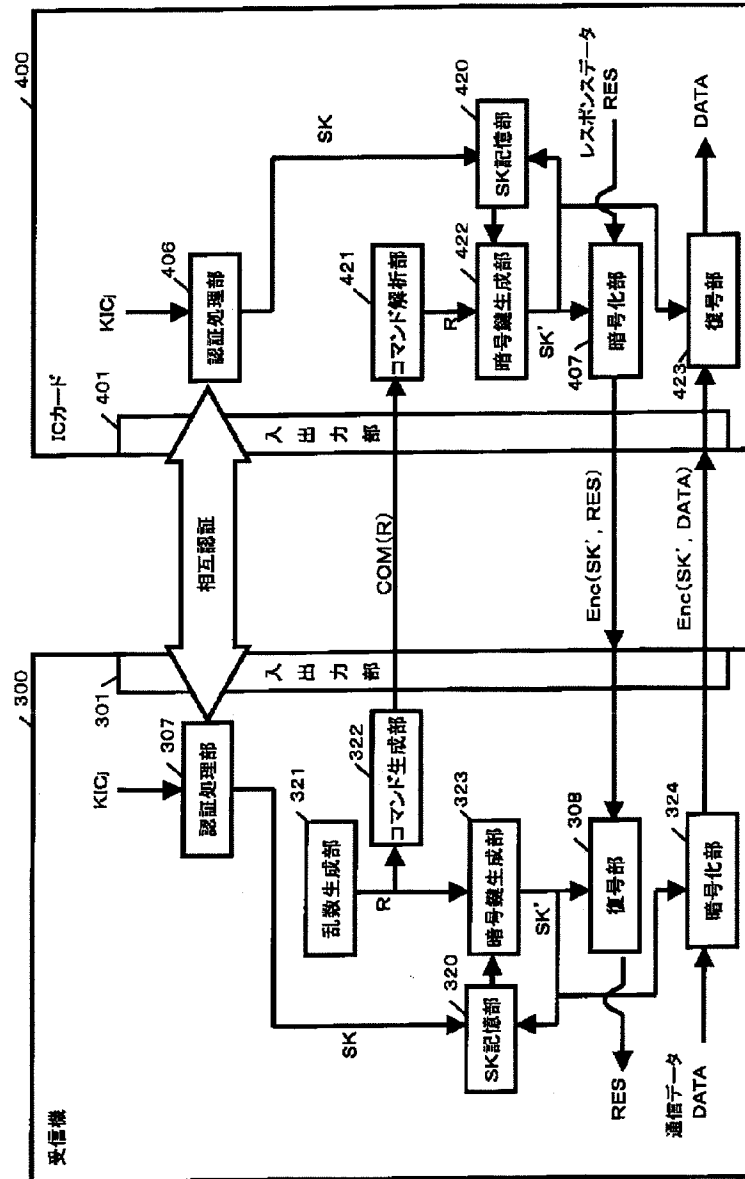 受信機
300
301
入出力部
KICj
307
認証処理部
SK
321
乱数生成部
R
322
コマンド生成部
320
SK記憶部
323
暗号鍵生成部
SK'
308
復号部
RES
324
暗号化部
通信データ
DATA
相互認証
COM(R)
Enc(SK', RES)
Enc(SK', DATA)
ICカード
400
401
入出力部
KICj
406
認証処理部
SK
421
コマンド解析部
R
420
SK記憶部
422
暗号鍵生成部
SK'
407
暗号化部
レスポンスデータ
RES
423
復号部
DATA